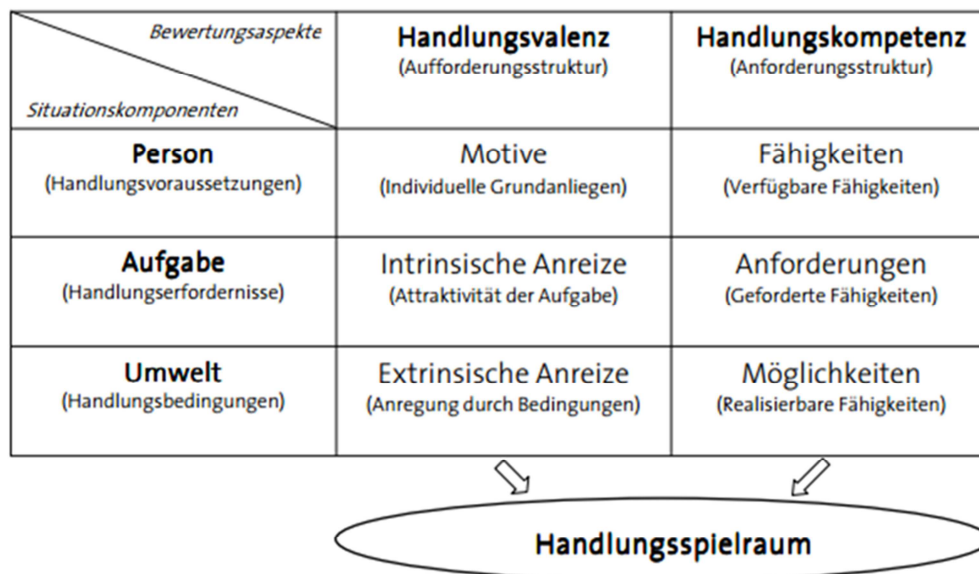 Bewertungsaspekte
Situationskomponenten
Handlungsvalenz
(Aufforderungsstruktur)
Handlungskompetenz
(Anforderungsstruktur)
Person
(Handlungsvoraussetzungen)
Motive
(Individuelle Grundanliegen)
Fähigkeiten
(Verfügbare Fähigkeiten)
Aufgabe
(Handlungserfordernisse)
Intrinsische Anreize
(Attraktivität der Aufgabe)
Anforderungen
(Geforderte Fähigkeiten)
Umwelt
(Handlungsbedingungen)
Extrinsische Anreize
(Anregung durch Bedingungen)
Möglichkeiten
(Realisierbare Fähigkeiten)
Handlungsspielraum